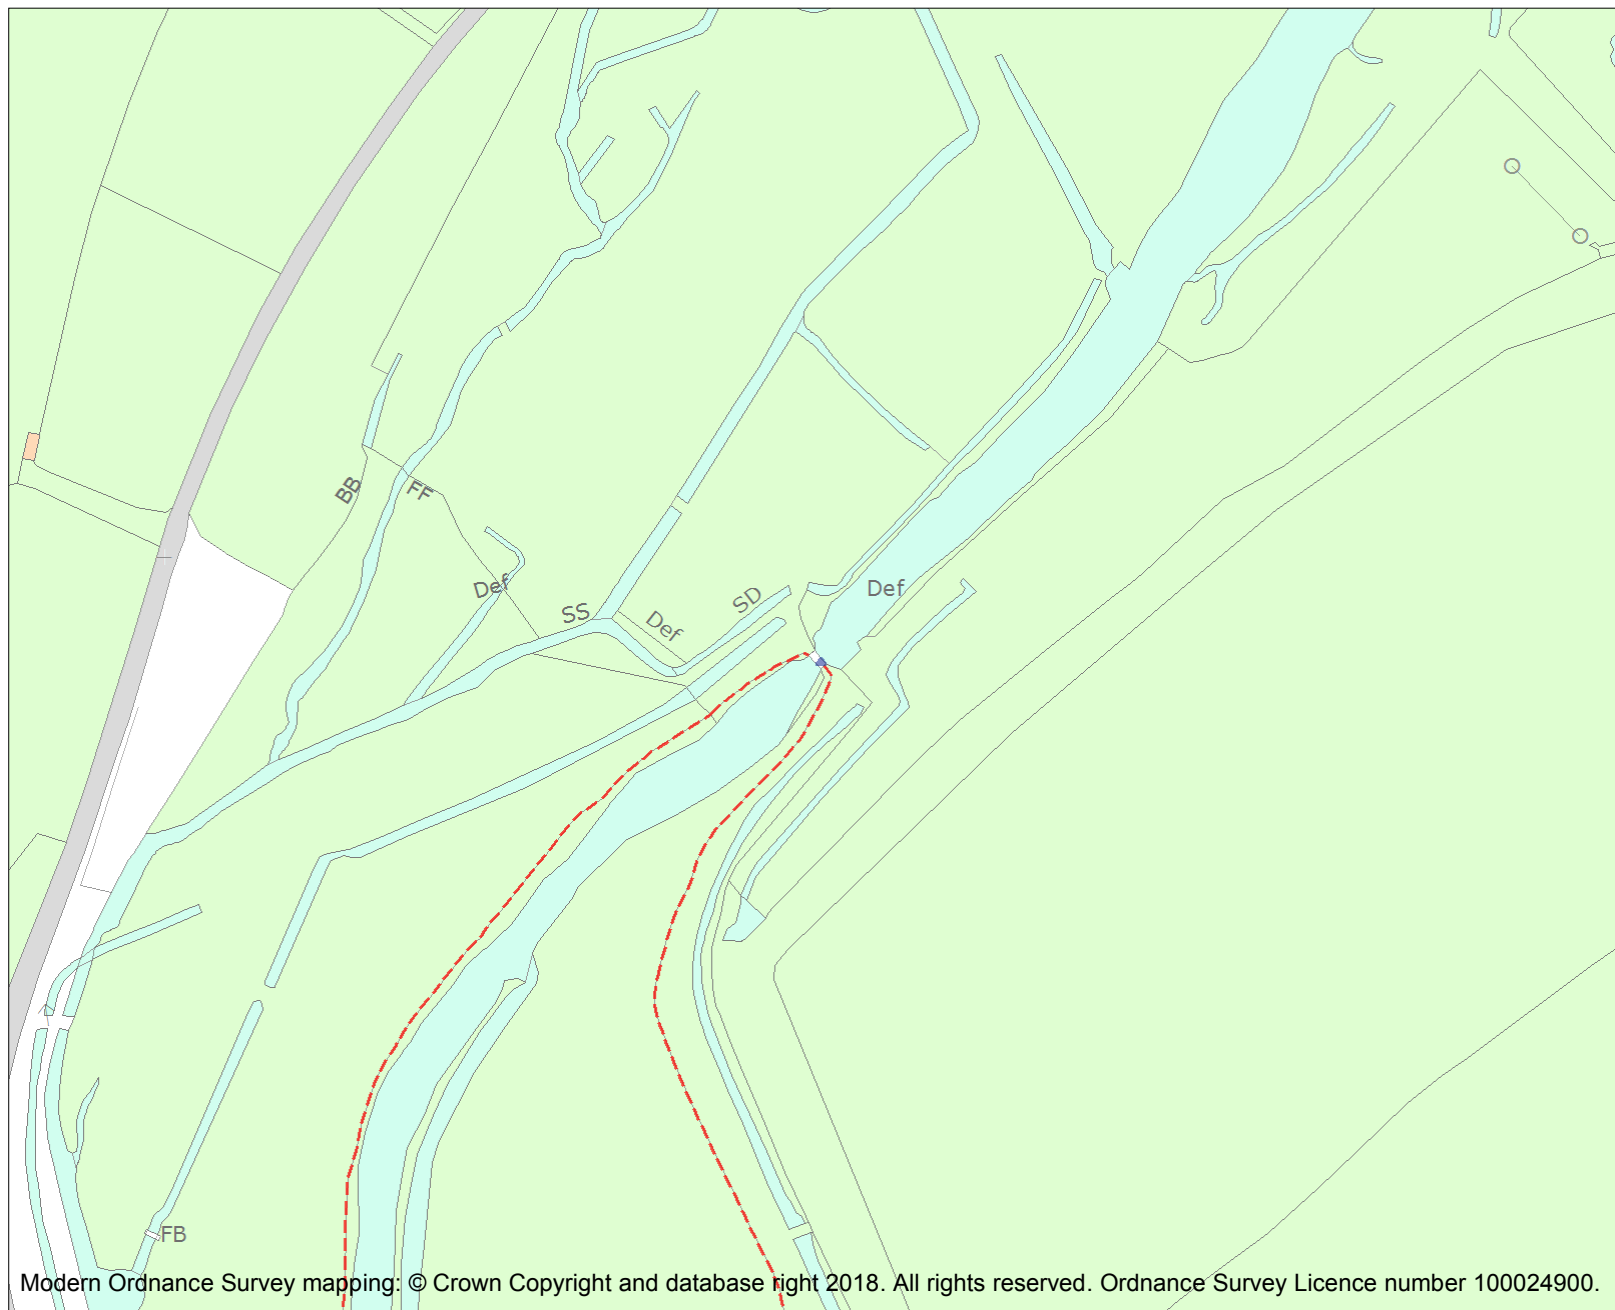 BB
FF
Def
SS
Def
SD
Def
FB
Modern Ordnance Survey mapping: © Crown Copyright and database right 2018. All rights reserved. Ordnance Survey Licence number 100024900.